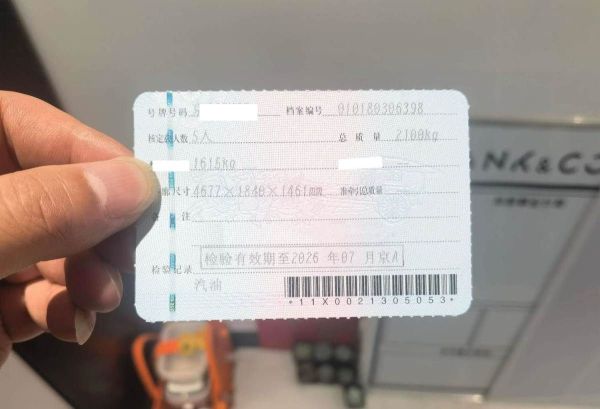 号牌号码 档案编号 010180306398
核定载人数 5人 总质量 2100kg
1615kg
廓尺寸 4677×1840×1461mm 准牵引总质量
备注
检验有效期至2026年07月京A
检验记录
汽油
*11X0021305053*
NK&CO